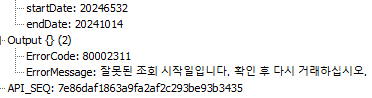 startDate: 20246532
endDate: 20241014
Output {} (2)
ErrorCode: 80002311
ErrorMessage: 잘못된 조회 시작일입니다. 확인 후 다시 거래하십시오.
API_SEQ: 7e86daf1863a9fa2af2c293be93b3435